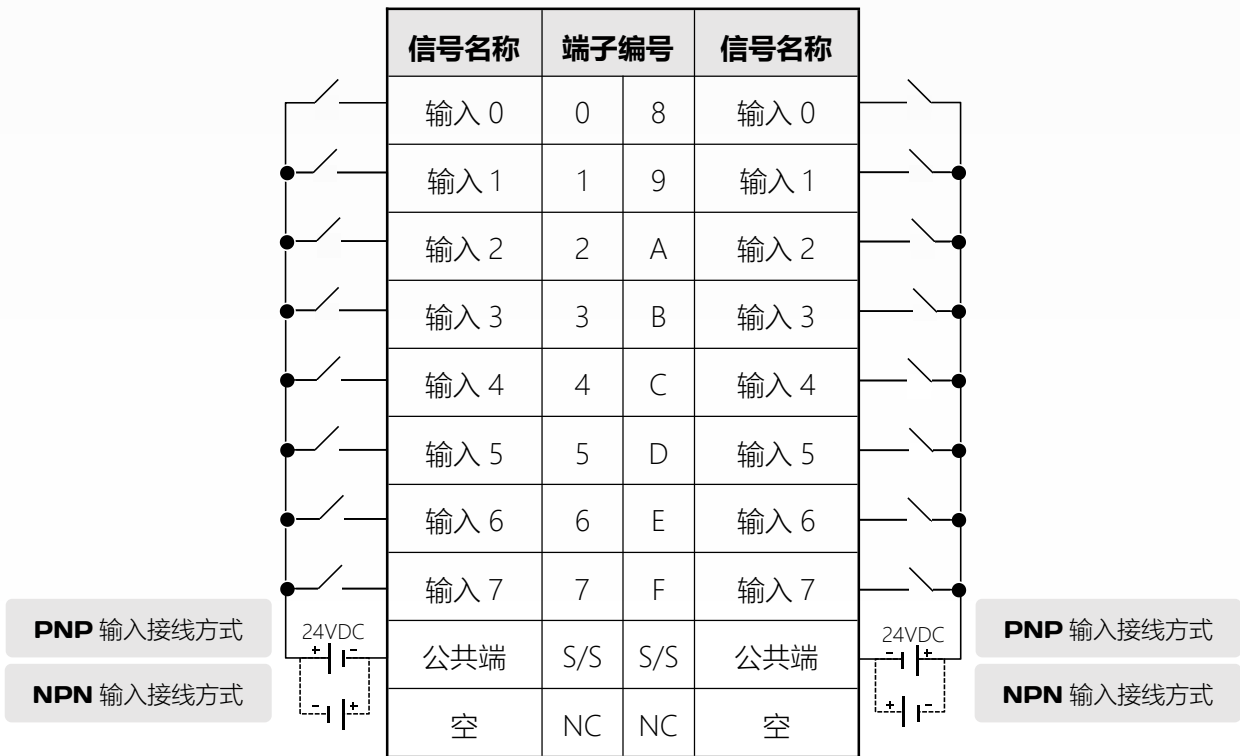 信号名称 端子编号 信号名称
输入 0 0 8 输入 0
输入 1 1 9 输入 1
输入 2 2 A 输入 2
输入 3 3 B 输入 3
输入 4 4 C 输入 4
输入 5 5 D 输入 5
输入 6 6 E 输入 6
输入 7 7 F 输入 7
PNP 输入接线方式 24VDC 公共端 S/S S/S 公共端 24VDC PNP 输入接线方式
+ - - +
NPN 输入接线方式 空 NC NC 空 NPN 输入接线方式
- + + -